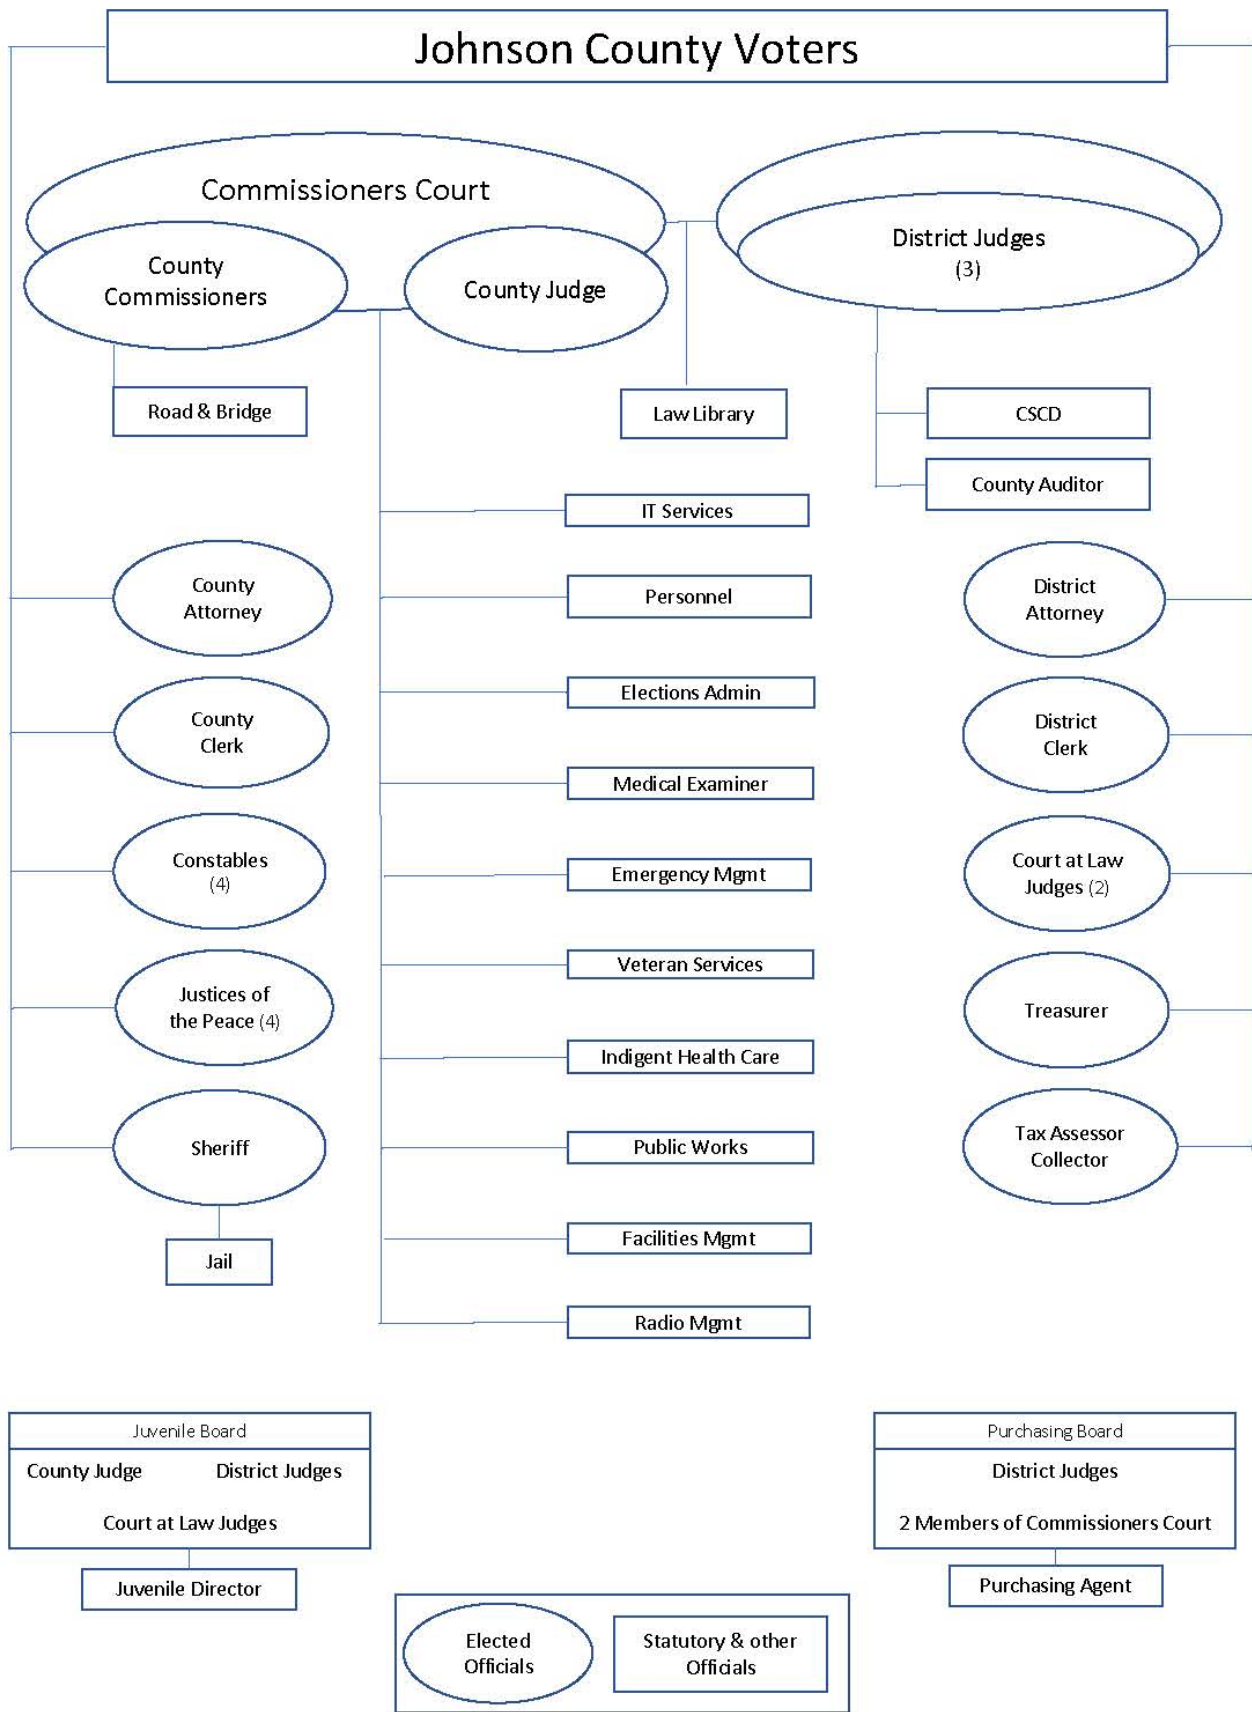 Johnson County Voters
Commissioners Court
County
Commissioners
County Judge
District Judges
(3)
Road & Bridge
Law Library
CSCD
County Auditor
IT Services
Personnel
Elections Admin
Medical Examiner
Emergency Mgmt
Veteran Services
Indigent Health Care
Public Works
Facilities Mgmt
Radio Mgmt
County
Attorney
County
Clerk
Constables
(4)
Justices of
the Peace (4)
Sheriff
Jail
District
Attorney
District
Clerk
Court at Law
Judges (2)
Treasurer
Tax Assessor
Collector
Juvenile Board
County Judge District Judges
Court at Law Judges
Juvenile Director
Purchasing Board
District Judges
2 Members of Commissioners Court
Purchasing Agent
Elected
Officials
Statutory & other
Officials